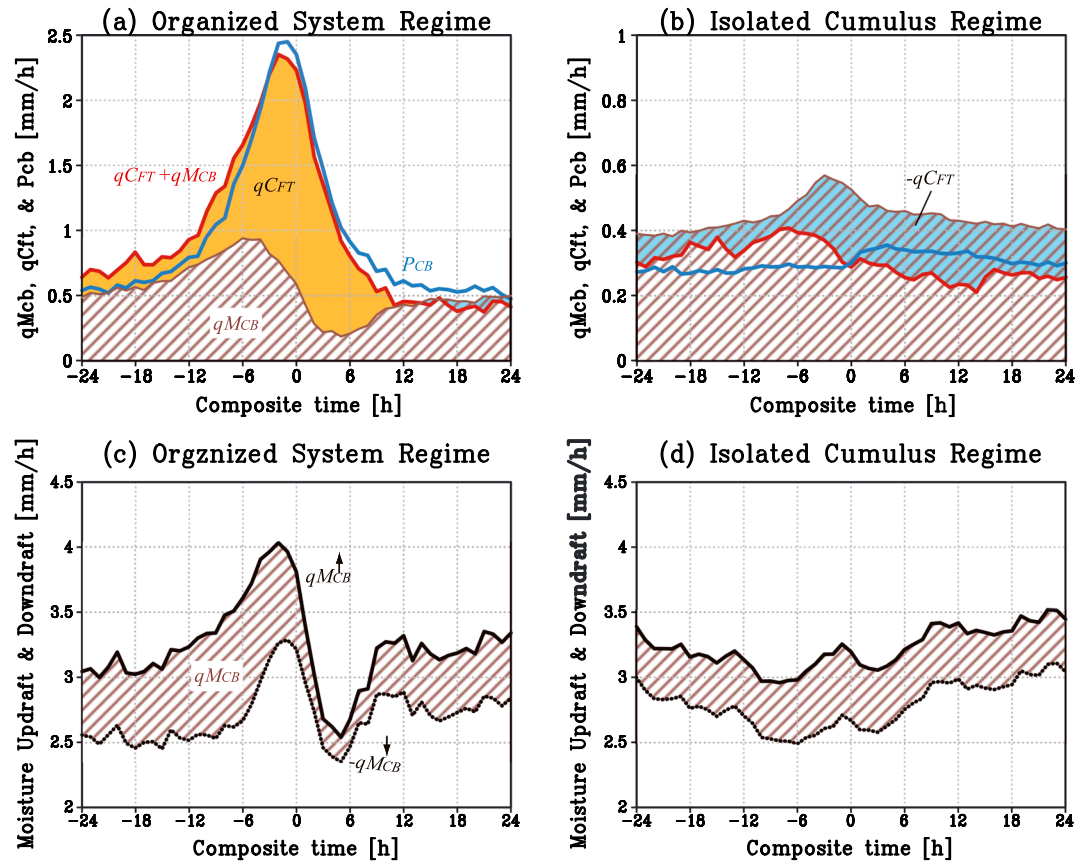 (a) Organized System Regime
qMcb, qCft, & Pcb [mm/h]
2.5
2
1.5
1
0.5
0
qCFT+qMCB
qCFT
PCB
qMCB
-24 -18 -12 -6 0 6 12 18 24
Composite time [h]
(b) Isolated Cumulus Regime
qMcb, qCft, & Pcb [mm/h]
1
0.8
0.6
0.4
0.2
0
-qCFT
-24 -18 -12 -6 0 6 12 18 24
Composite time [h]
(c) Orgznized System Regime
Moisture Updraft & Downdraft [mm/h]
4.5
4
3.5
3
2.5
2
qMCB↑
qMCB
-qMCB↓
-24 -18 -12 -6 0 6 12 18 24
Composite time [h]
(d) Isolated Cumulus Regime
Moisture Updraft & Downdraft [mm/h]
4.5
4
3.5
3
2.5
2
-24 -18 -12 -6 0 6 12 18 24
Composite time [h]